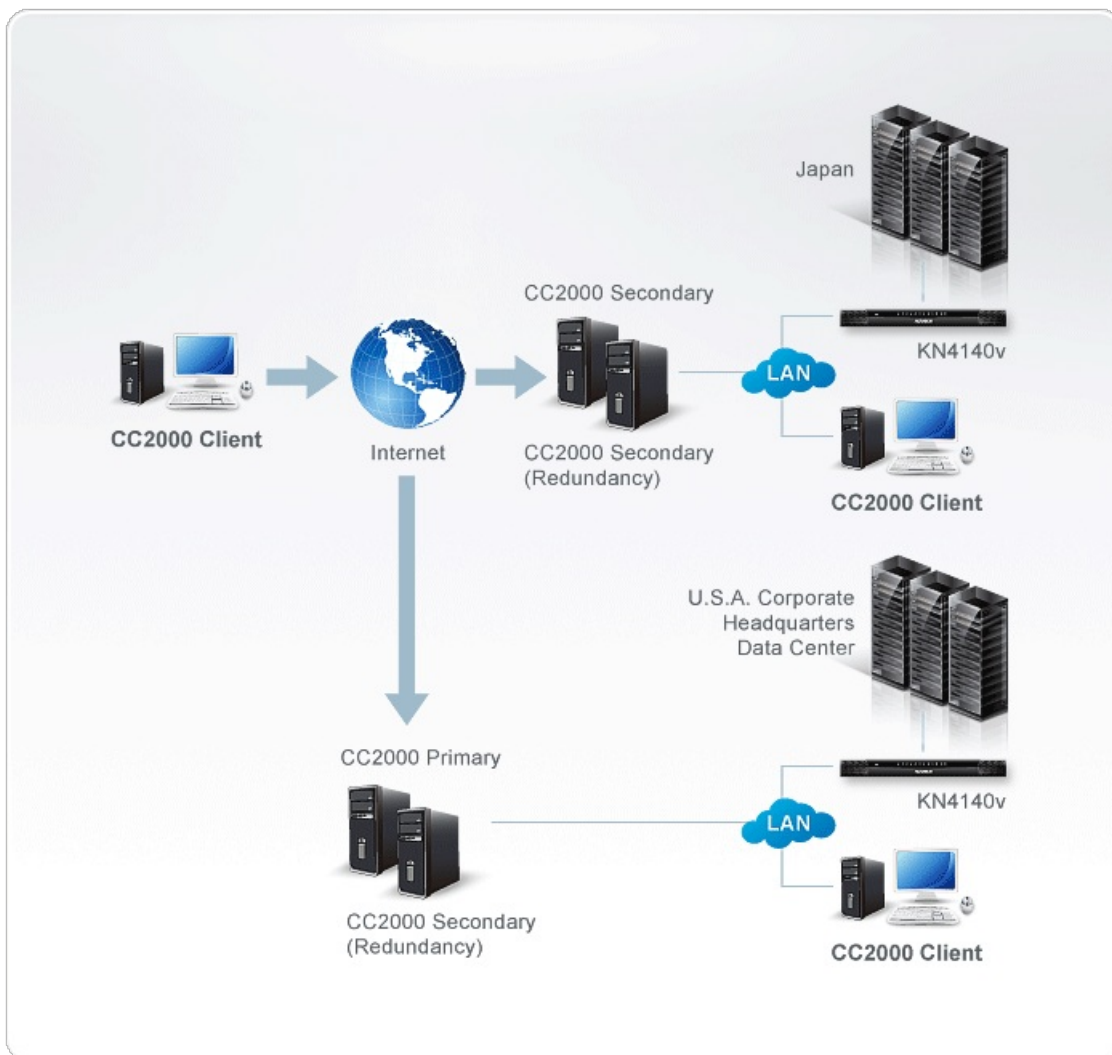 Japan
CC2000 Secondary
KN4140v
LAN
CC2000 Client
Internet
CC2000 Secondary
(Redundancy)
CC2000 Client
U.S.A. Corporate
Headquarters
Data Center
CC2000 Primary
KN4140v
LAN
CC2000 Secondary
(Redundancy)
CC2000 Client